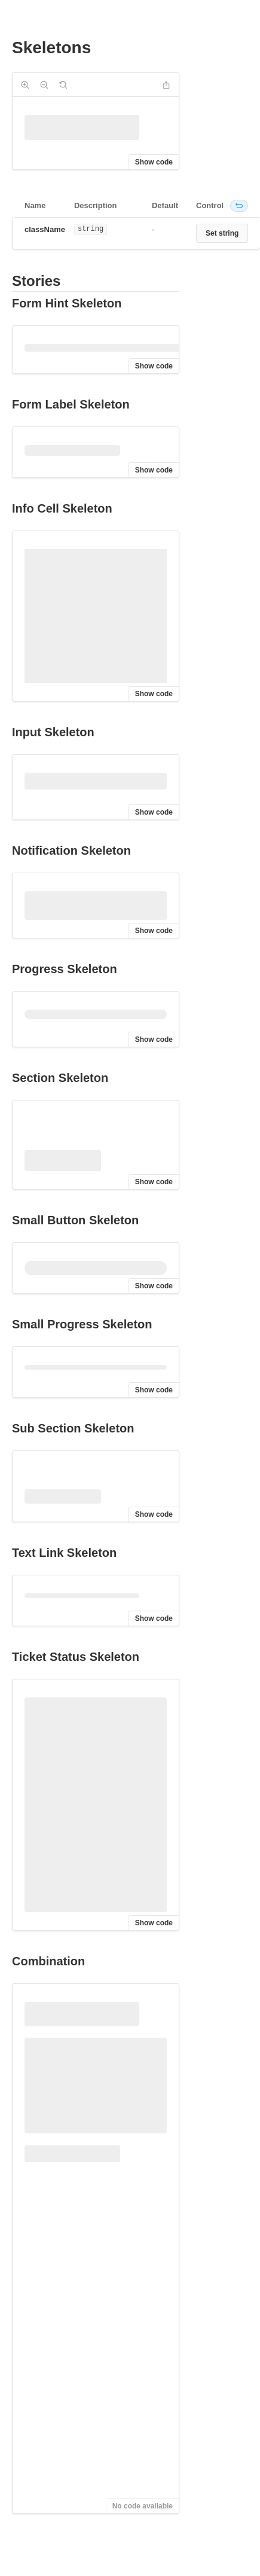 Skeletons
Show code
Name Description Default Control
className string - Set string
Stories
Form Hint Skeleton
Show code
Form Label Skeleton
Show code
Info Cell Skeleton
Show code
Input Skeleton
Show code
Notification Skeleton
Show code
Progress Skeleton
Show code
Section Skeleton
Show code
Small Button Skeleton
Show code
Small Progress Skeleton
Show code
Sub Section Skeleton
Show code
Text Link Skeleton
Show code
Ticket Status Skeleton
Show code
Combination
No code available